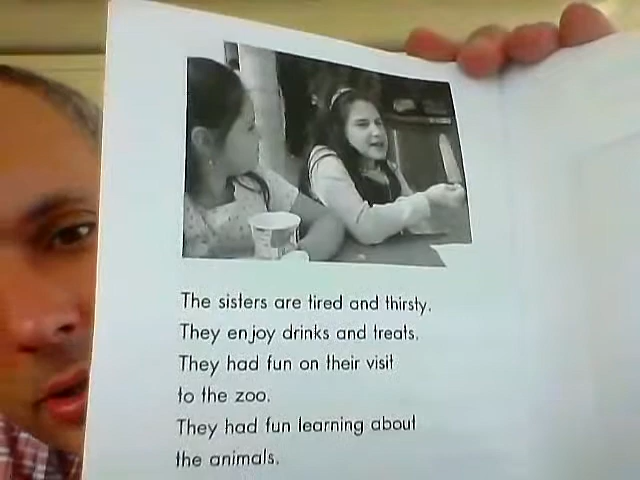 The sisters are tired and thirsty.
They enjoy drinks and treats.
They had fun on their visit
to the zoo.
They had fun learning about
the animals.